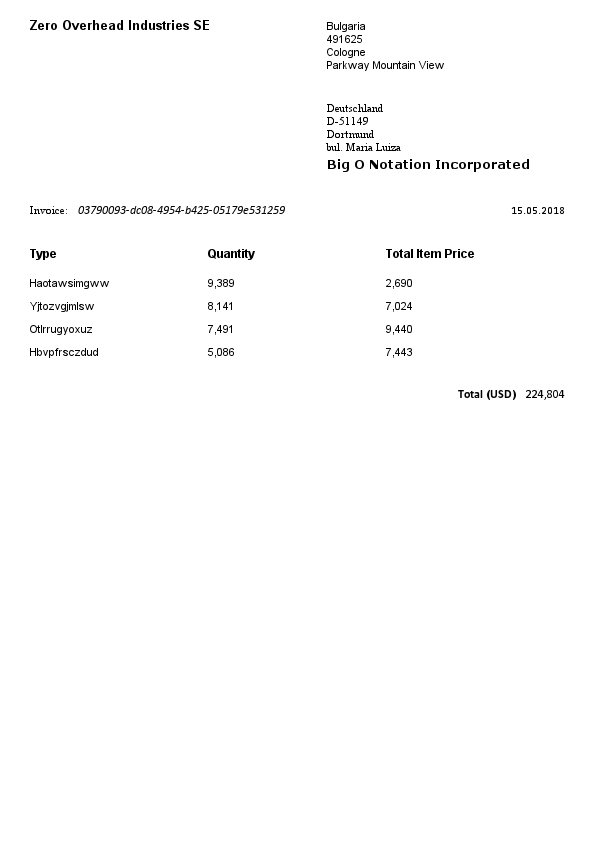 Zero Overhead Industries SE
Bulgaria
491625
Cologne
Parkway Mountain View
Deutschland
D-51149
Dortmund
bul. Maria Luiza
Big O Notation Incorporated
Invoice: 03790093-dc08-4954-b425-05179e531259 15.05.2018
Type Quantity Total Item Price
Haotawsimgww 9,389 2,690
Yjtozvgjmlsw 8,141 7,024
Otlrrugyoxuz 7,491 9,440
Hbvpfrsczdud 5,086 7,443
Total (USD) 224,804